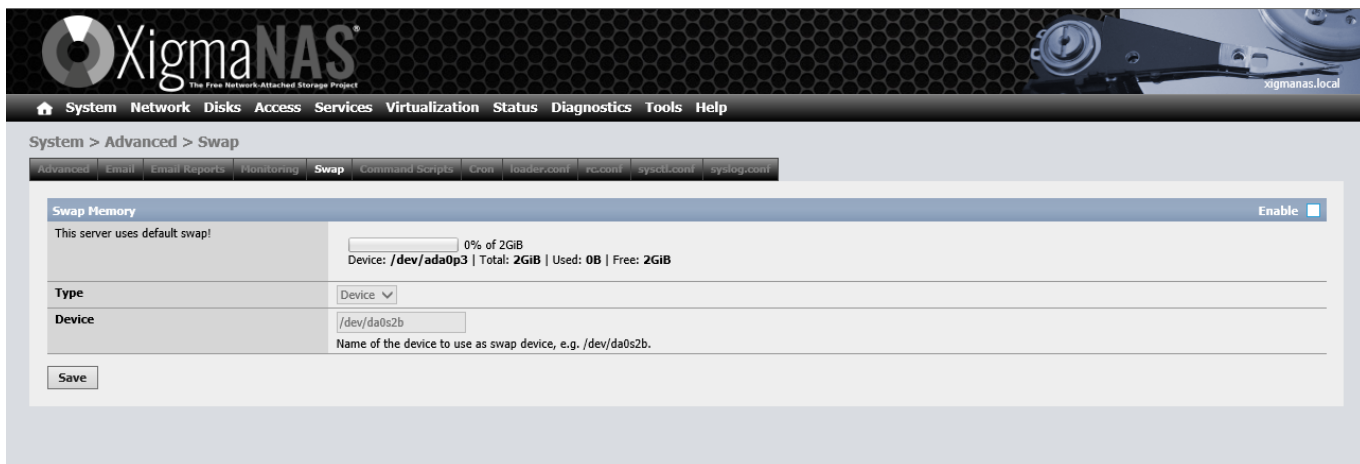 XigmaNAS®
The Free Network-Attached Storage Project
xigmanas.local
System Network Disks Access Services Virtualization Status Diagnostics Tools Help
System > Advanced > Swap
Advanced Email Email Reports Monitoring Swap Command Scripts Cron loader.conf rc.conf sysctl.conf syslog.conf
Swap Memory Enable
This server uses default swap!
0% of 2GiB
Device: /dev/ada0p3 | Total: 2GiB | Used: 0B | Free: 2GiB
Type Device
Device /dev/da0s2b
Name of the device to use as swap device, e.g. /dev/da0s2b.
Save